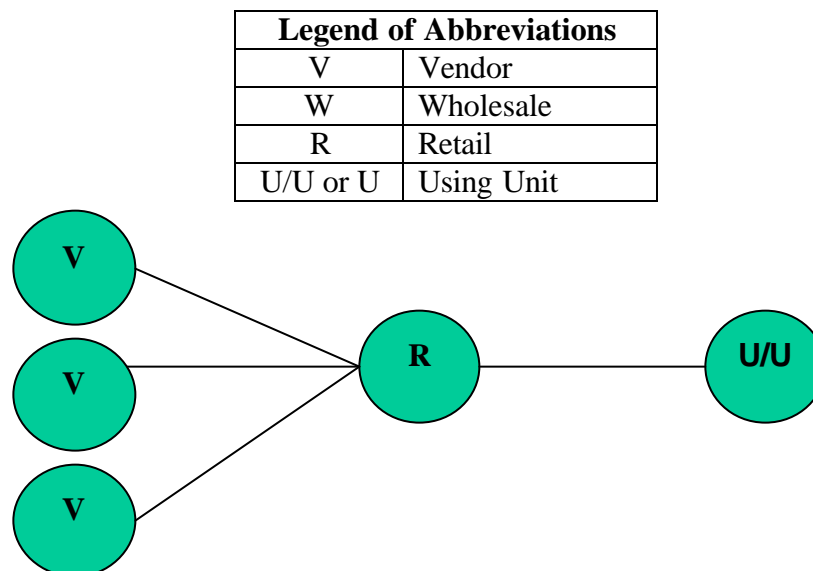 Legend of Abbreviations
V Vendor
W Wholesale
R Retail
U/U or U Using Unit
V
V
V
R
U/U